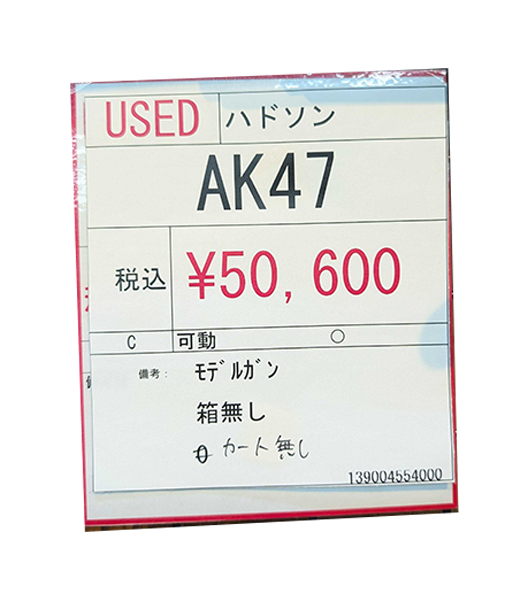 USED ハドソン
AK47
税込 ¥50,600
C 可動 ○
備考： ﾓﾃﾞﾙｶﾞﾝ
箱無し
カート無し
139004554000